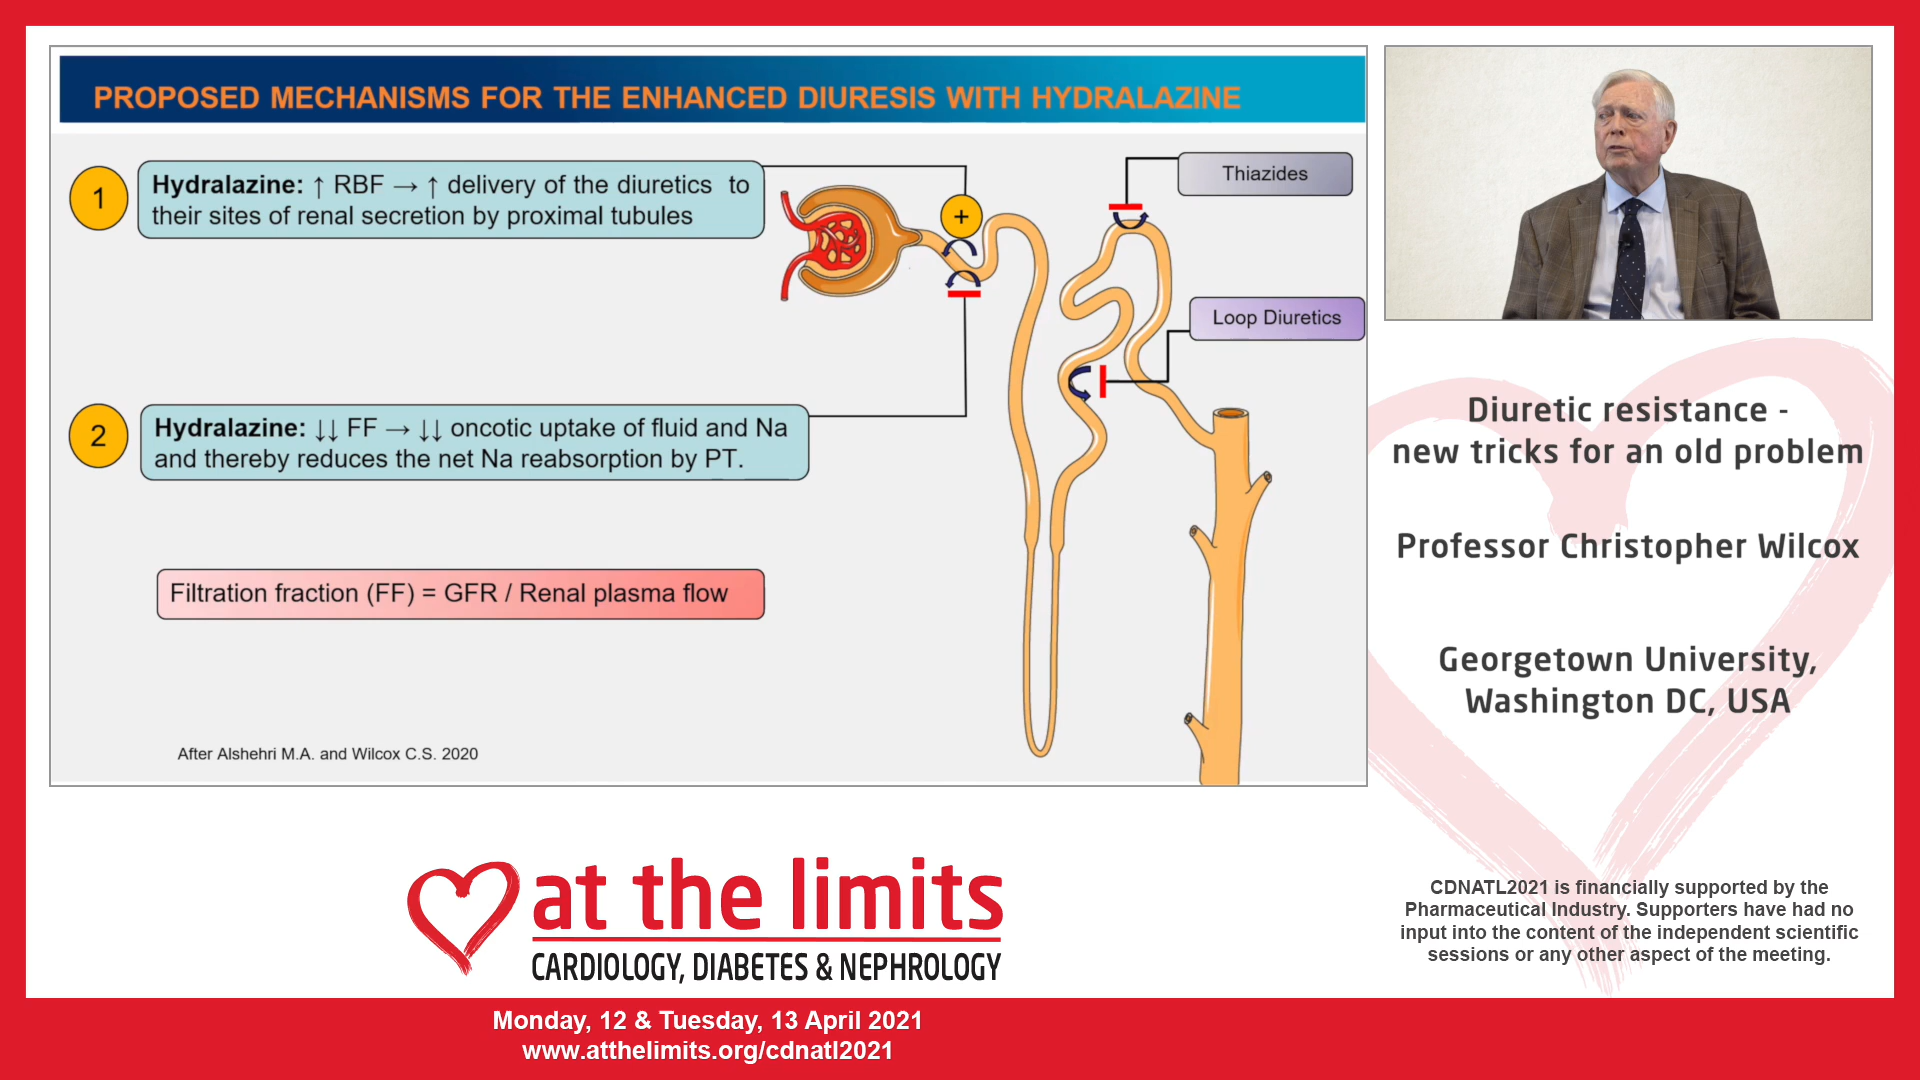 PROPOSED MECHANISMS FOR THE ENHANCED DIURESIS WITH HYDRALAZINE
1
Hydralazine: ↑ RBF → ↑ delivery of the diuretics to
their sites of renal secretion by proximal tubules
+
Thiazides
Loop Diuretics
2
Hydralazine: ↓↓ FF → ↓↓ oncotic uptake of fluid and Na
and thereby reduces the net Na reabsorption by PT.
Filtration fraction (FF) = GFR / Renal plasma flow
After Alshehri M.A. and Wilcox C.S. 2020
Diuretic resistance -
new tricks for an old problem
Professor Christopher Wilcox
Georgetown University,
Washington DC, USA
CDNATL2021 is financially supported by the
Pharmaceutical Industry. Supporters have had no
input into the content of the independent scientific
sessions or any other aspect of the meeting.
at the limits
CARDIOLOGY, DIABETES & NEPHROLOGY
Monday, 12 & Tuesday, 13 April 2021
www.atthelimits.org/cdnatl2021